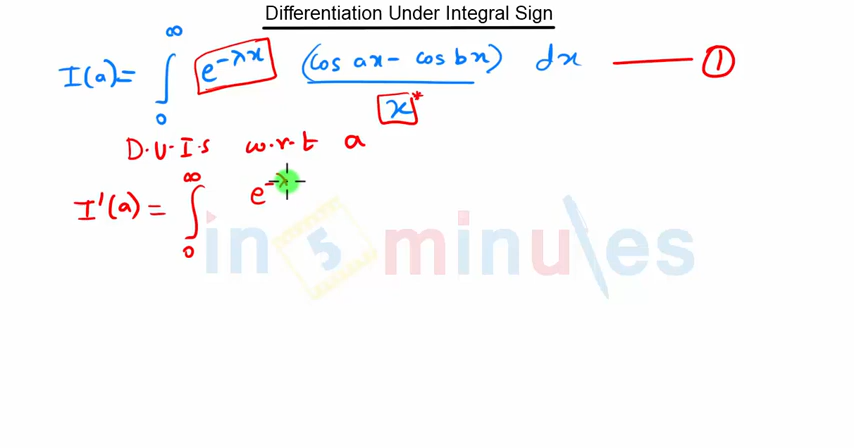 Differentiation Under Integral Sign
I(a) = ∫₀^∞ e^{-λx} (cos ax - cos bx) / x * dx ——— ①
D.U.I.S w.r.t a
I'(a) = ∫₀^∞ e^{-λ
in 5 minutes